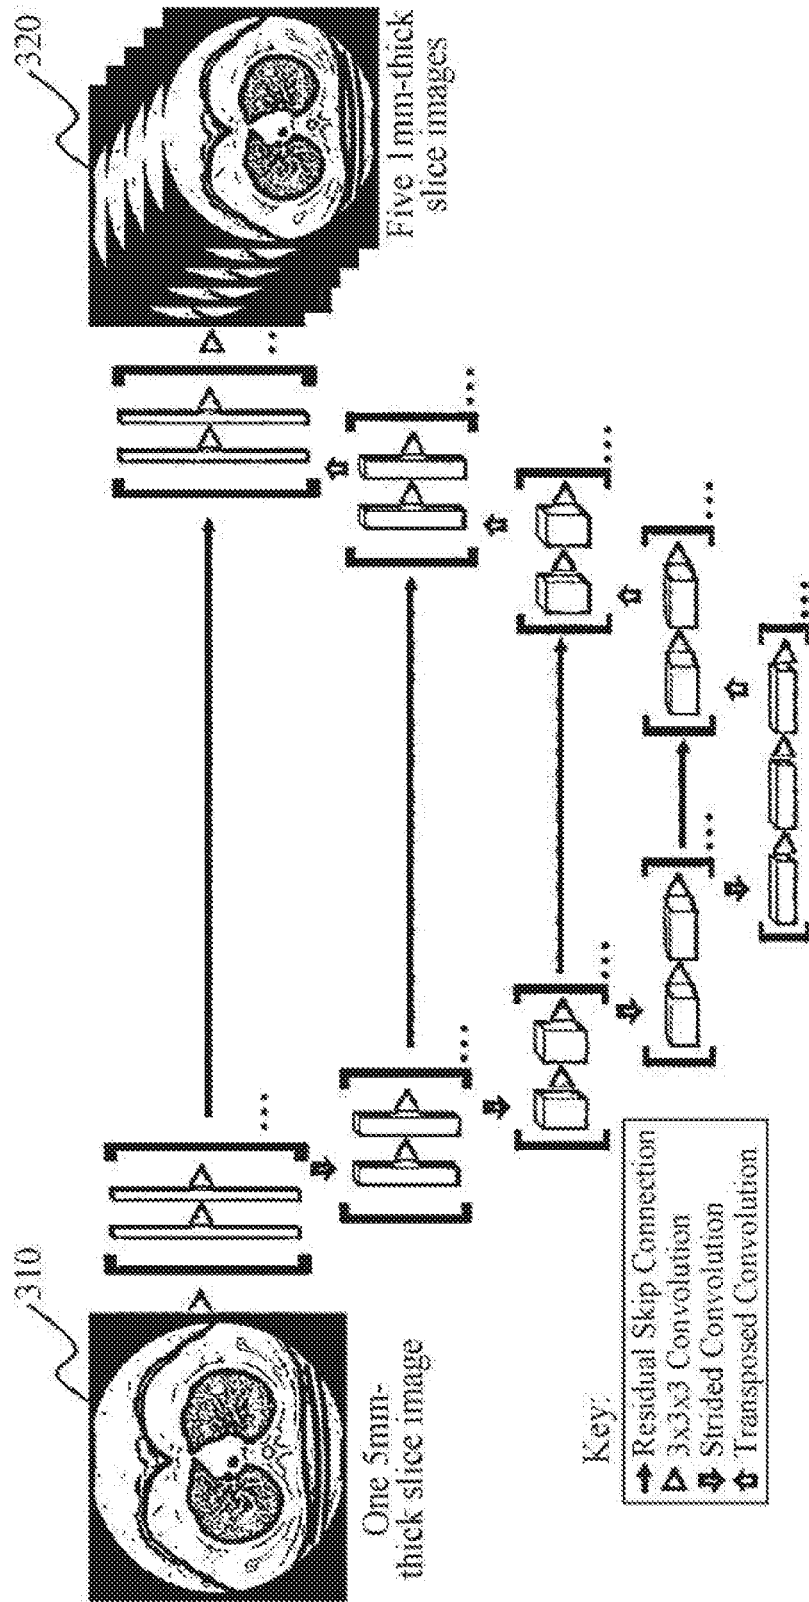 310
One 5mm-
thick slice image
320
Five 1mm-thick
slice images
Key:
Residual Skip Connection
3x3x3 Convolution
Strided Convolution
Transposed Convolution